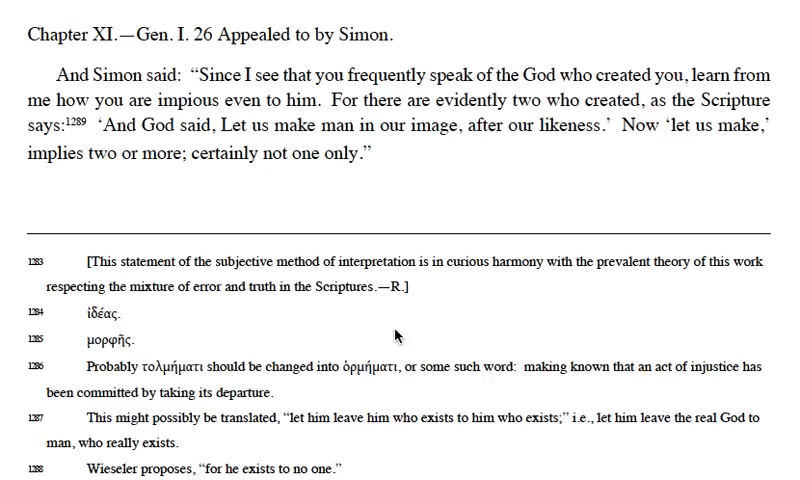 Chapter XI.—Gen. I. 26 Appealed to by Simon.
And Simon said: “Since I see that you frequently speak of the God who created you, learn from
me how you are impious even to him. For there are evidently two who created, as the Scripture
says:1289 ‘And God said, Let us make man in our image, after our likeness.’ Now ‘let us make,’
implies two or more; certainly not one only.”
1283 [This statement of the subjective method of interpretation is in curious harmony with the prevalent theory of this work
respecting the mixture of error and truth in the Scriptures.—R.]
1284 ἰδέας.
1285 μορφῆς.
1286 Probably τολμήματι should be changed into ὁρμήματι, or some such word: making known that an act of injustice has
been committed by taking its departure.
1287 This might possibly be translated, “let him leave him who exists to him who exists;” i.e., let him leave the real God to
man, who really exists.
1288 Wieseler proposes, “for he exists to no one.”